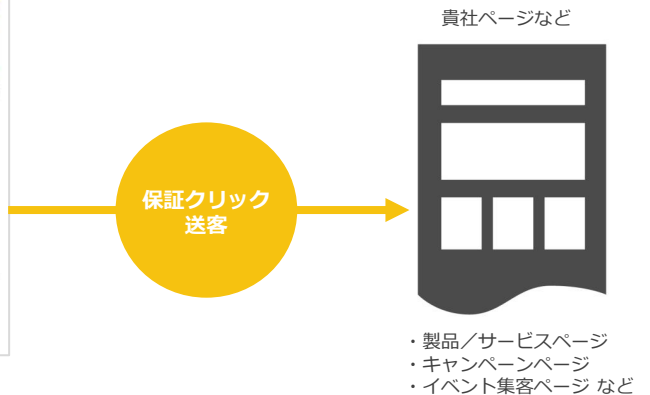 貴社ページなど
保証クリック
送客
・製品／サービスページ
・キャンペーンページ
・イベント集客ページ など